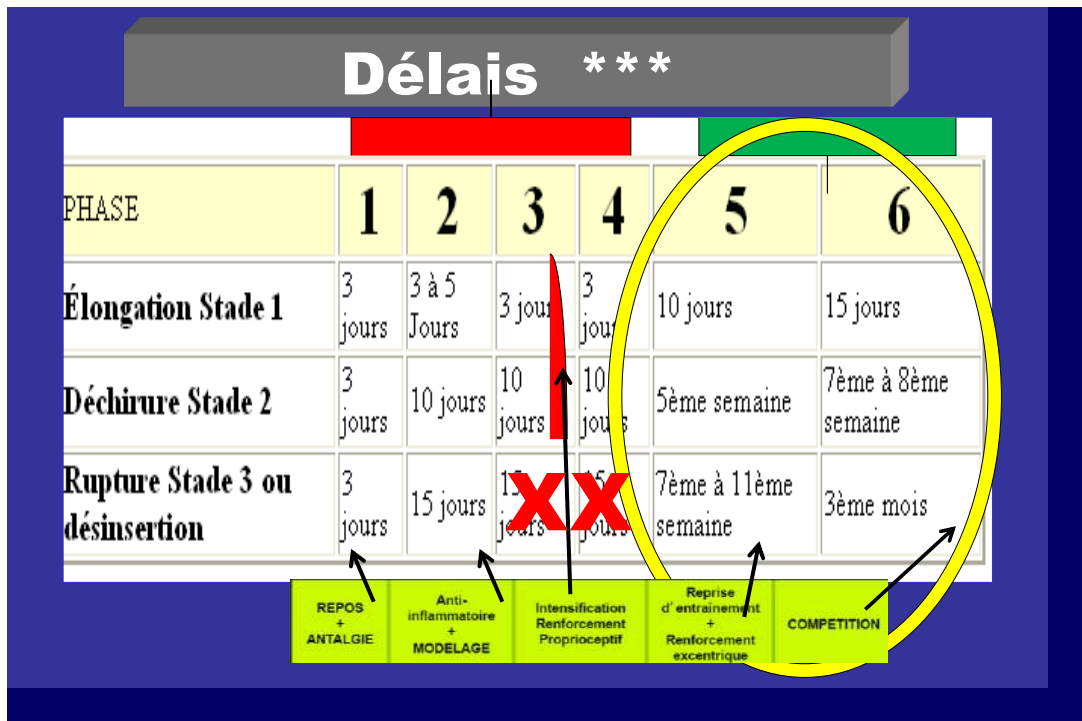 Délais ***
PHASE 1 2 3 4 5 6
Élongation Stade 1
3
jours
3 à 5
Jours
3 jour
3
jou
10 jours
15 jours
Déchirure Stade 2
3
jours
10 jours
10
jours
10
jours
5ème semaine
7ème à 8ème
semaine
Rupture Stade 3 ou
désinsertion
3
jours
15 jours
15
jours
15
jours
XX
7ème à 11ème
semaine
3ème mois
REPOS
+
ANTALGIE
Anti-
inflammatoire
+
MODELAGE
Intensification
Renforcement
Proprioceptif
Reprise
d'entrainement
+
Renforcement
excentrique
COMPETITION